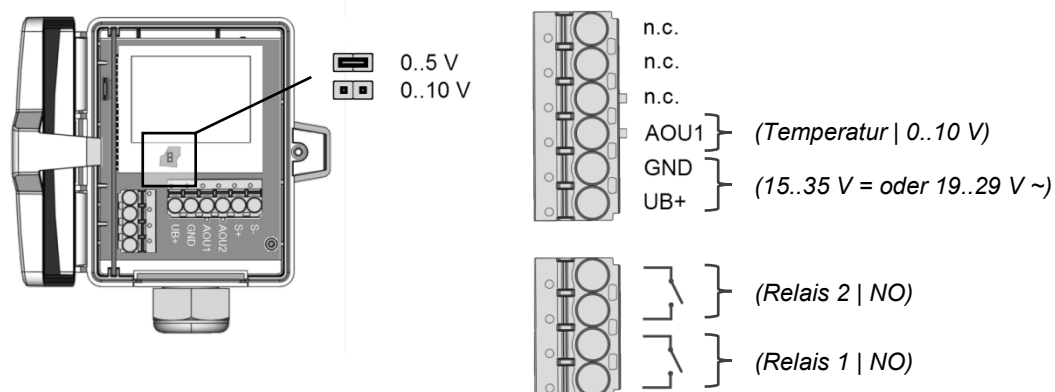 0..5 V
0..10 V
UB+
GND
AOU1
AOU2
S+
S-
n.c.
n.c.
n.c.
AOU1 (Temperatur | 0..10 V)
GND
UB+
(15..35 V = oder 19..29 V ~)
(Relais 2 | NO)
(Relais 1 | NO)